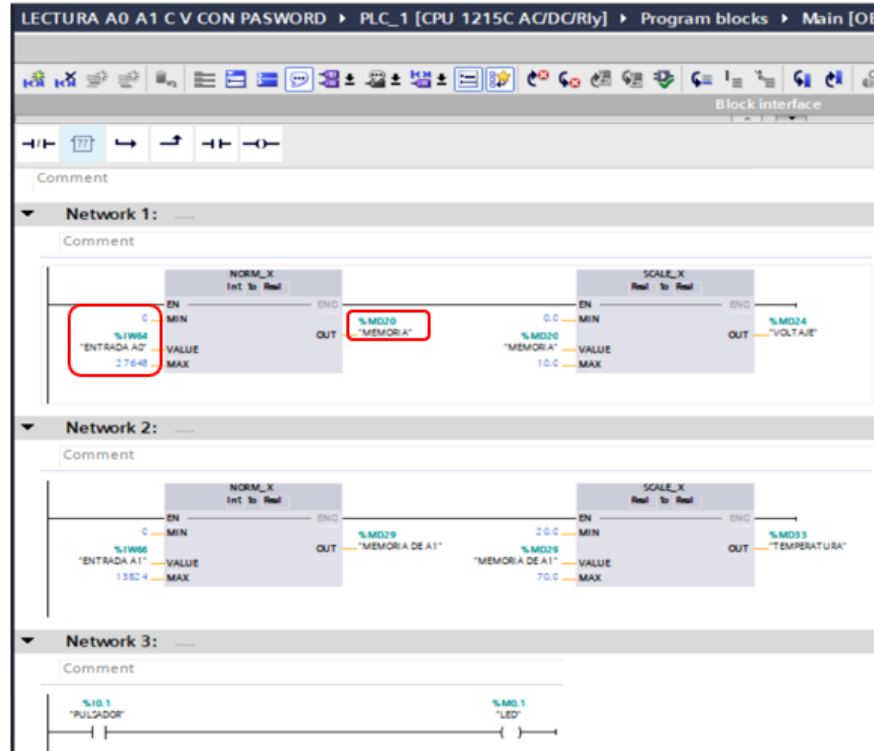 LECTURA A0 A1 C V CON PASWORD ▸ PLC_1 [CPU 1215C AC/DC/Rly] ▸ Program blocks ▸ Main [OB
Block interface
??
Comment
Network 1: .....
Comment
NORM_X
Int to Real
SCALE_X
Real to Real
EN ENO EN ENO
0 MIN 0.0 MIN
%IW64 %MD20 %MD20 %MD24
"ENTRADA A0" VALUE OUT "MEMORIA" "MEMORIA" VALUE OUT "VOLTAJE"
27648 MAX 10.0 MAX
Network 2: .....
Comment
NORM_X
Int to Real
SCALE_X
Real to Real
EN ENO EN ENO
0 MIN 20.0 MIN
%IW66 %MD29 %MD29 %MD33
"ENTRADA A1" VALUE OUT "MEMORIA DE A1" "MEMORIA DE A1" VALUE OUT "TEMPERATURA"
13824 MAX 70.0 MAX
Network 3: .....
Comment
%I0.1 %M0.1
"PULSADOR" "LED"